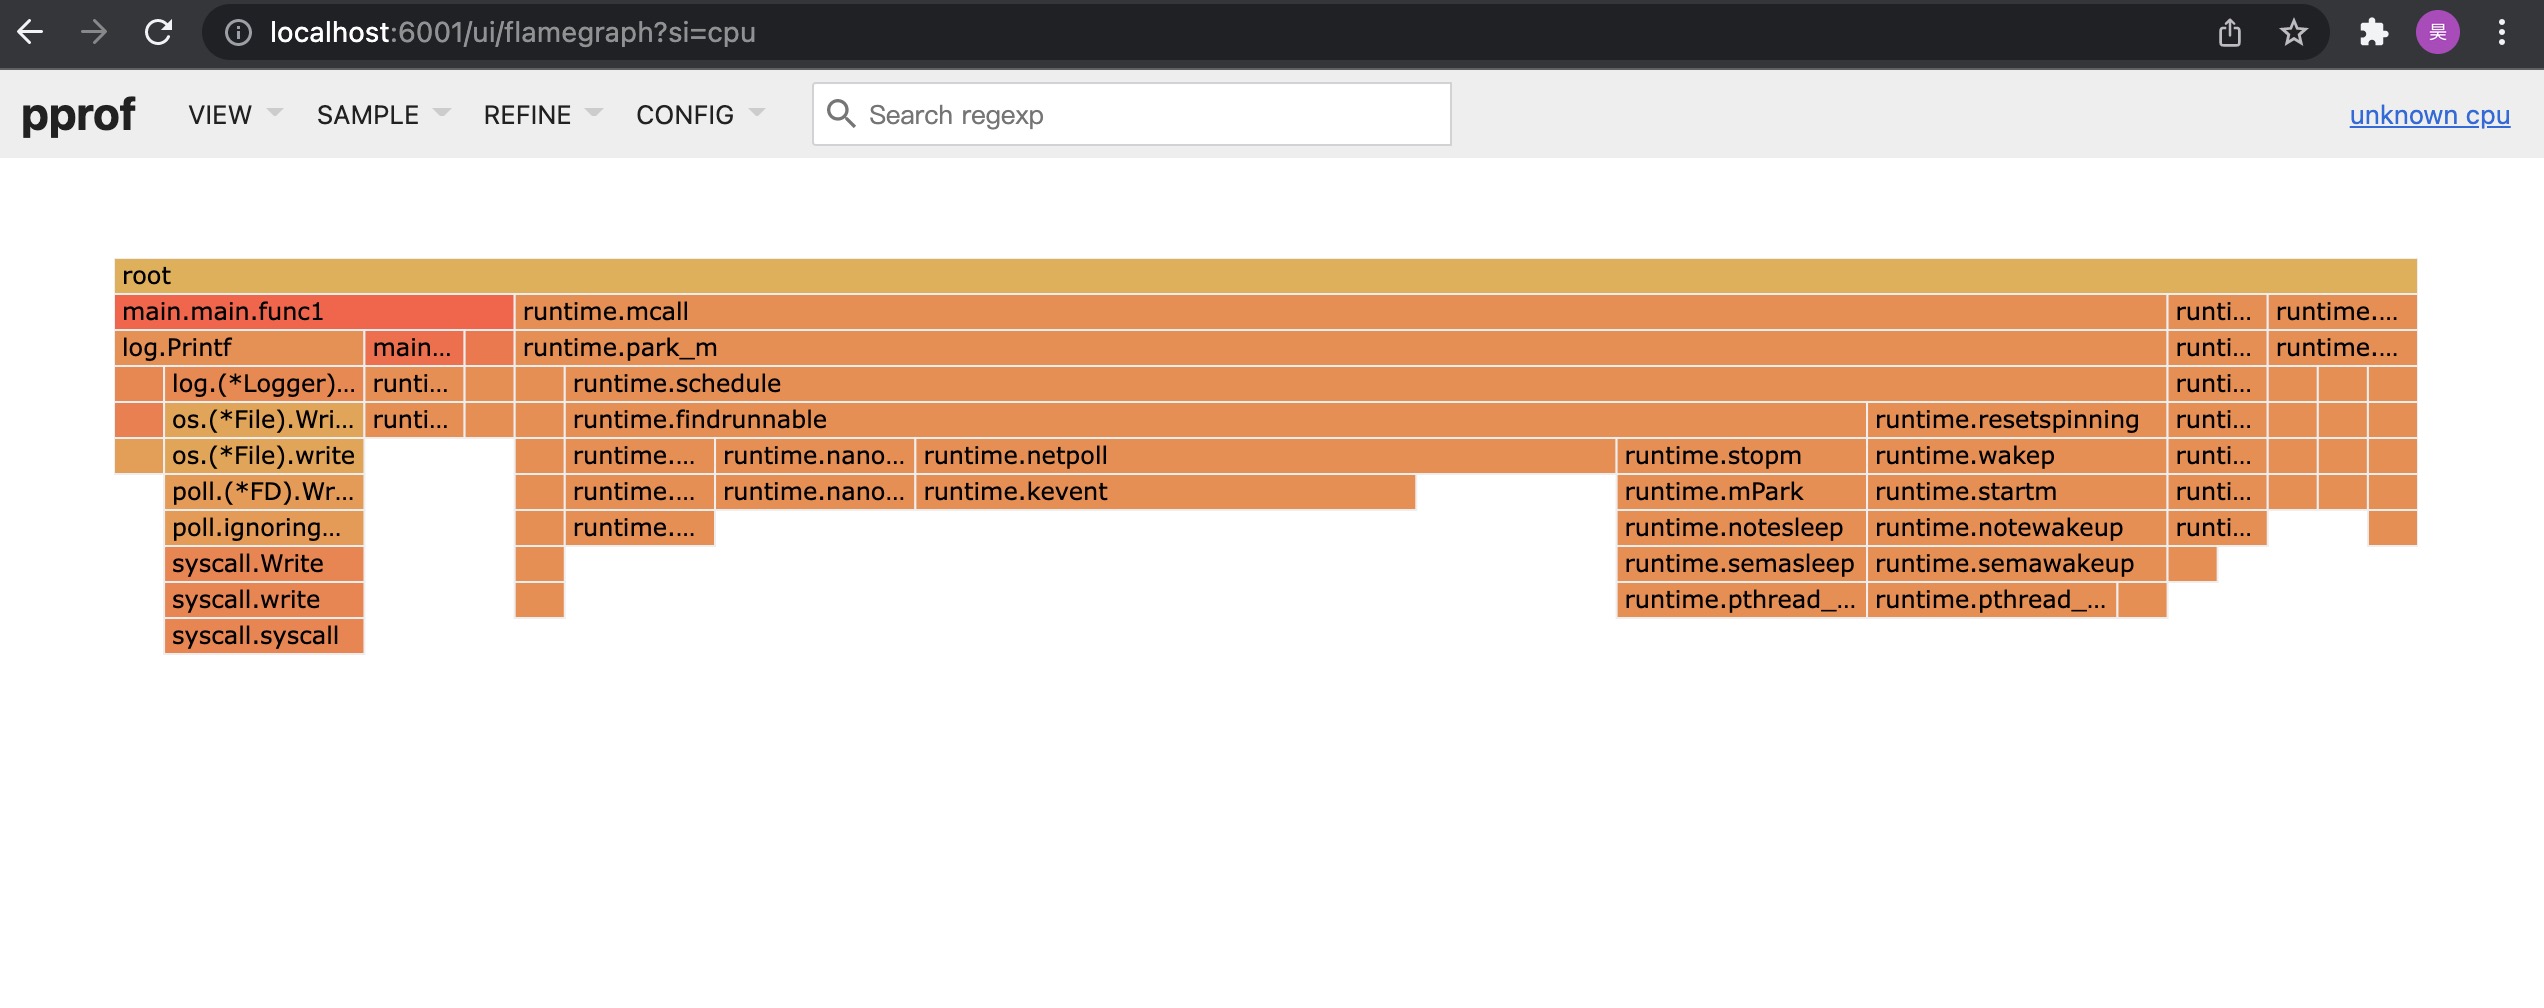 localhost:6001/ui/flamegraph?si=cpu 昊
pprof VIEW SAMPLE REFINE CONFIG Search regexp unknown cpu
root
main.main.func1 runtime.mcall runti... runtime....
log.Printf main... runtime.park_m runti... runtime....
log.(*Logger)... runti... runtime.schedule runti...
os.(*File).Wri... runti... runtime.findrunnable runtime.resetspinning runti...
os.(*File).write runtime.... runtime.nano... runtime.netpoll runtime.stopm runtime.wakep runti...
poll.(*FD).Wr... runtime.... runtime.nano... runtime.kevent runtime.mPark runtime.startm runti...
poll.ignoring... runtime.... runtime.notesleep runtime.notewakeup runti...
syscall.Write runtime.semasleep runtime.semawakeup
syscall.write runtime.pthread_... runtime.pthread_...
syscall.syscall